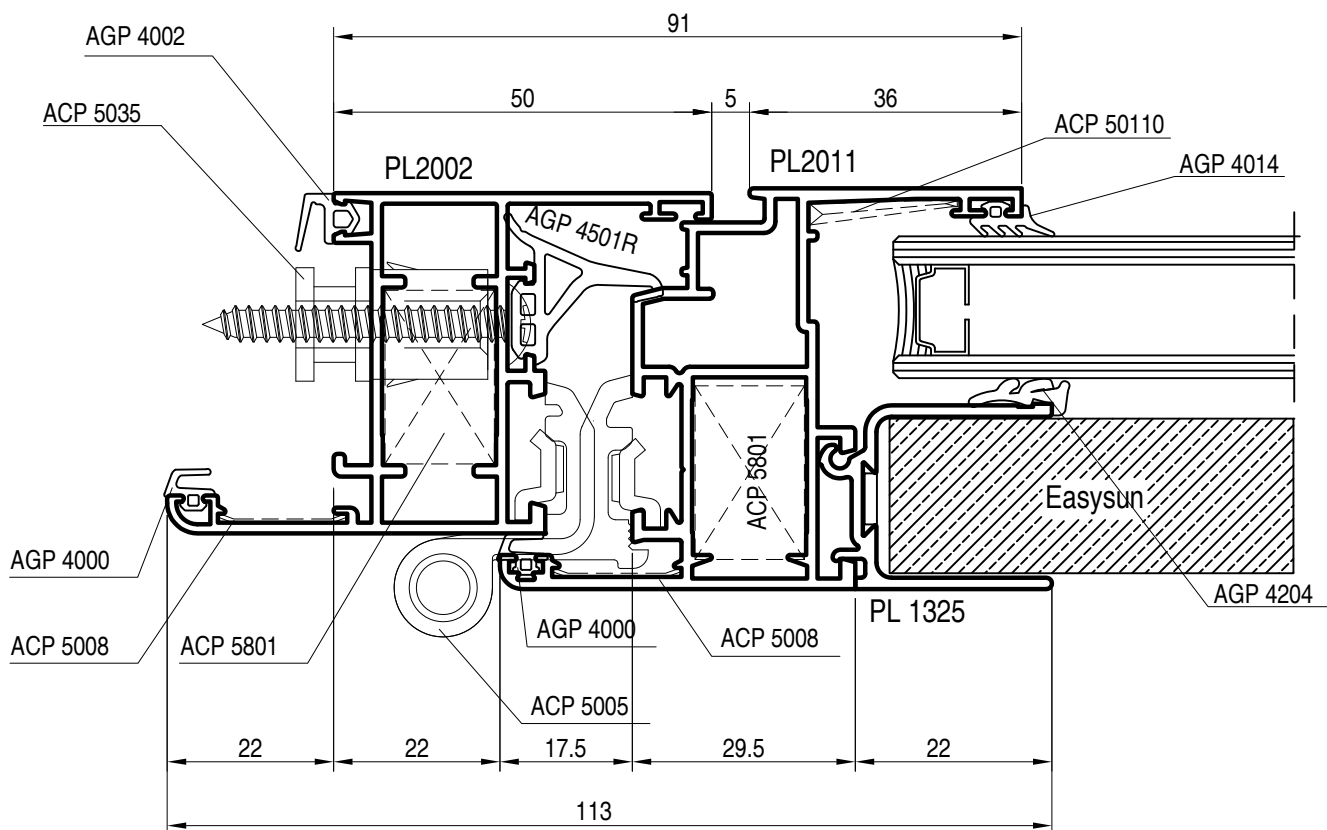 91
AGP 4002
50
5
36
ACP 5035
ACP 50110
PL2002
PL2011
AGP 4014
AGP 4501R
ACP 5801
Easysun
AGP 4000
AGP 4204
PL 1325
ACP 5008
ACP 5801
AGP 4000
ACP 5008
ACP 5005
22
22
17.5
29.5
22
113